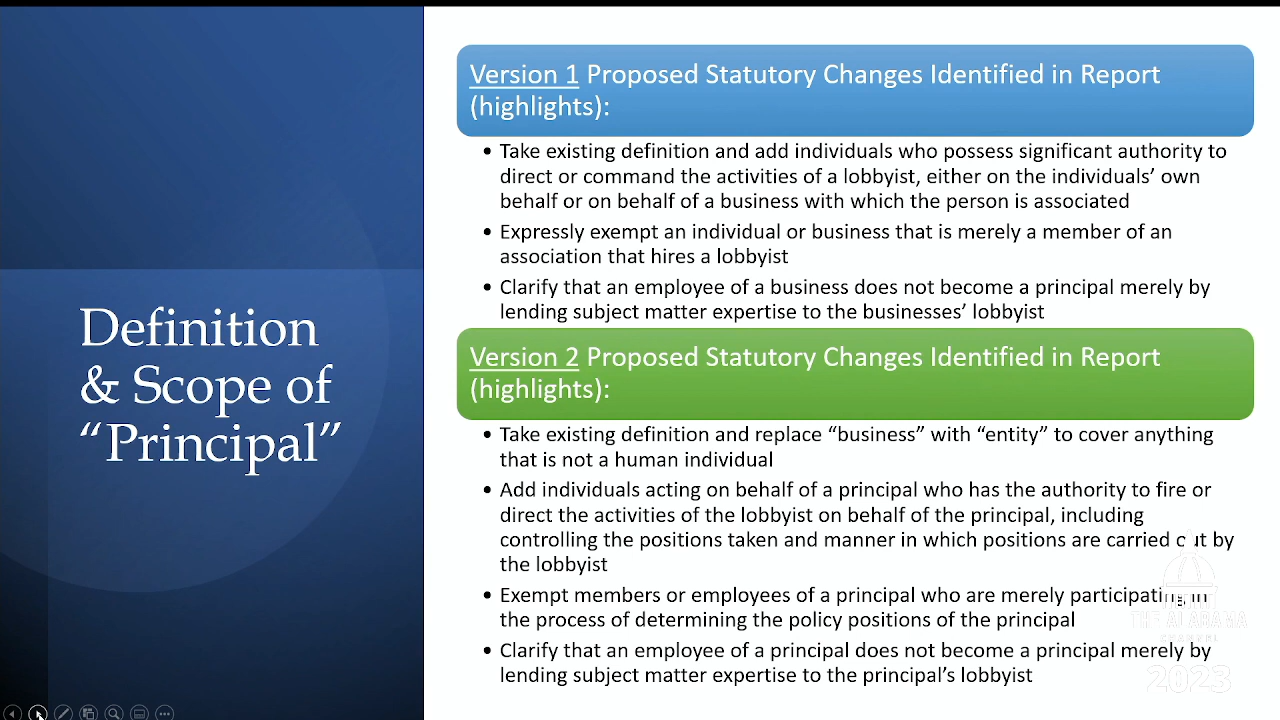 Definition
& Scope of
“Principal”
Version 1 Proposed Statutory Changes Identified in Report
(highlights):
• Take existing definition and add individuals who possess significant authority to
direct or command the activities of a lobbyist, either on the individuals’ own
behalf or on behalf of a business with which the person is associated
• Expressly exempt an individual or business that is merely a member of an
association that hires a lobbyist
• Clarify that an employee of a business does not become a principal merely by
lending subject matter expertise to the businesses’ lobbyist
Version 2 Proposed Statutory Changes Identified in Report
(highlights):
• Take existing definition and replace “business” with “entity” to cover anything
that is not a human individual
• Add individuals acting on behalf of a principal who has the authority to fire or
direct the activities of the lobbyist on behalf of the principal, including
controlling the positions taken and manner in which positions are carried out by
the lobbyist
• Exempt members or employees of a principal who are merely participating in
the process of determining the policy positions of the principal
• Clarify that an employee of a principal does not become a principal merely by
lending subject matter expertise to the principal’s lobbyist
THE ALABAMA
CHANNEL
2023